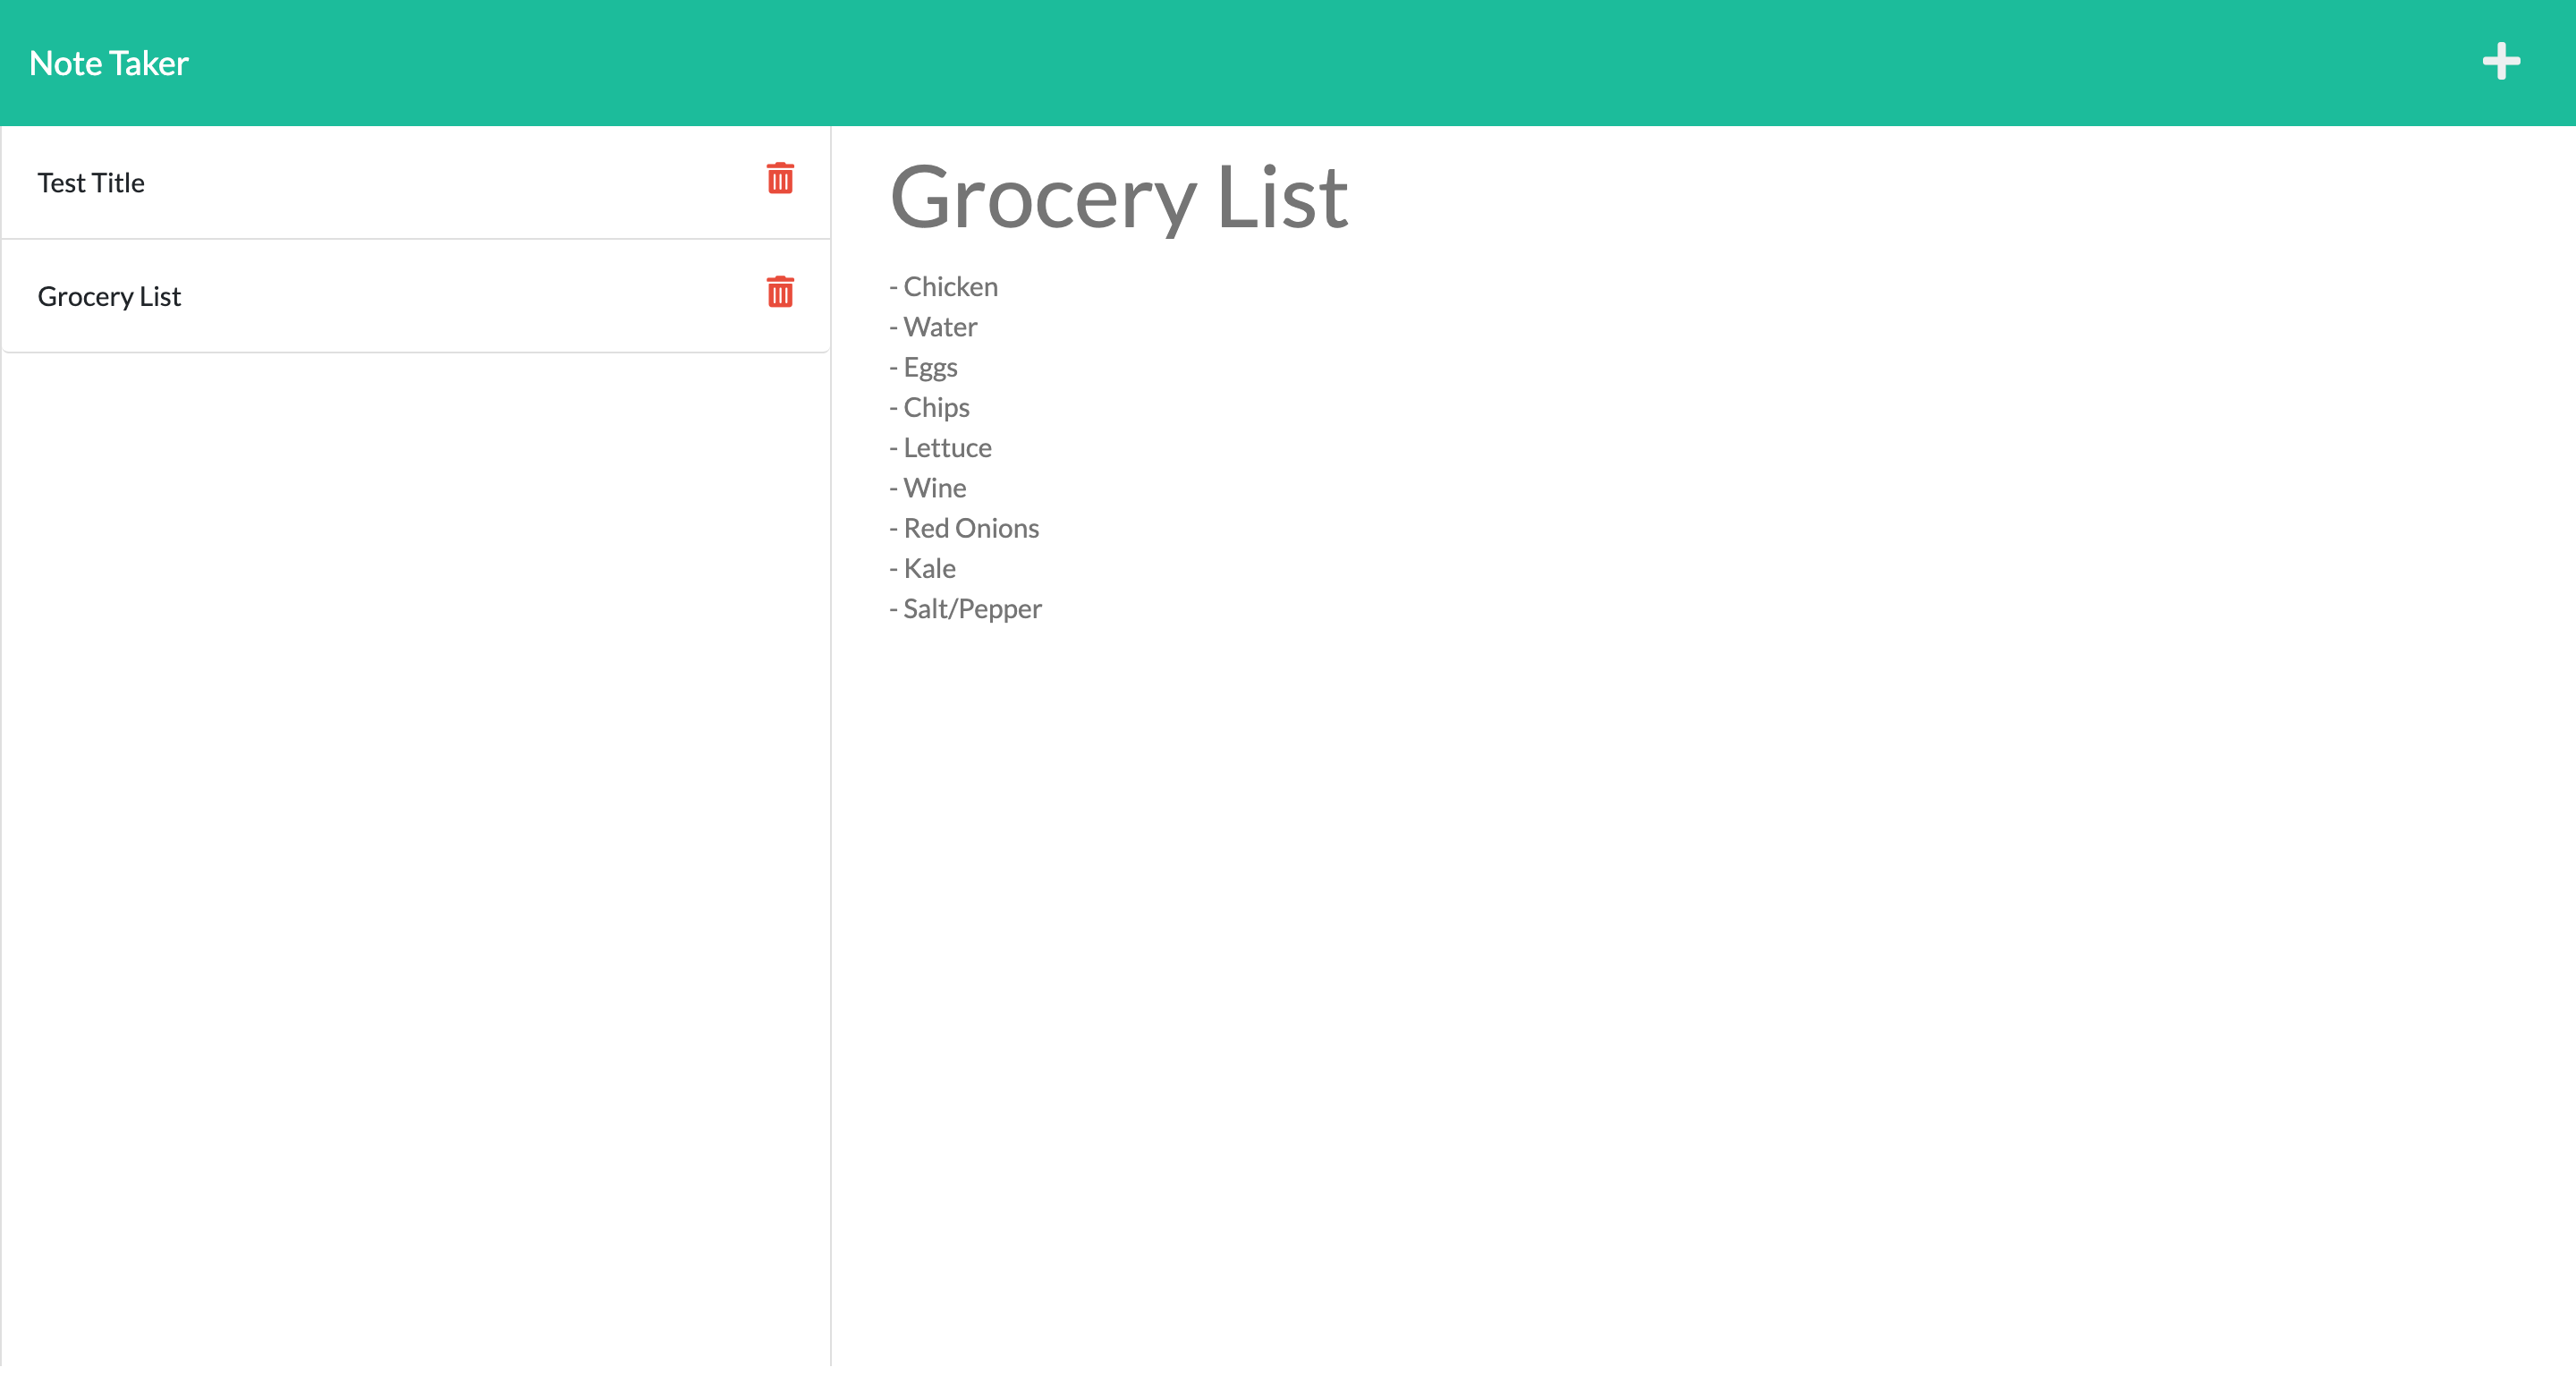 Note Taker
Test Title
Grocery List
Grocery List
- Chicken
- Water
- Eggs
- Chips
- Lettuce
- Wine
- Red Onions
- Kale
- Salt/Pepper